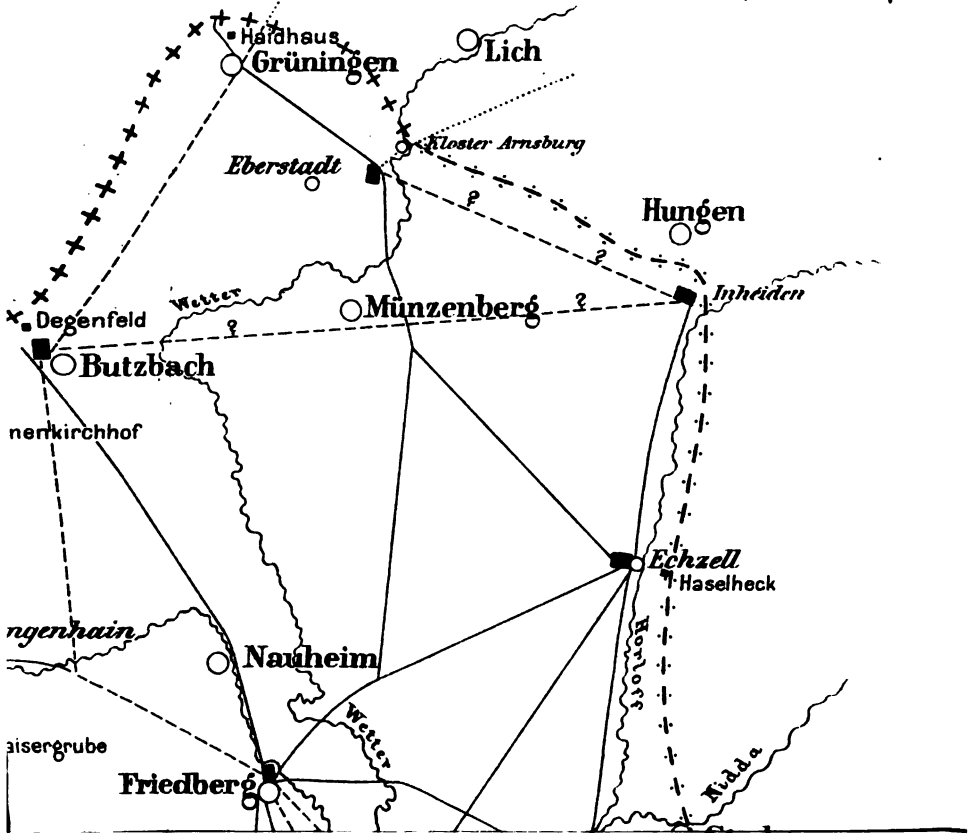 Haidhaus
Grüningen
Lich
Kloster Arnsburg
Eberstadt
?
Hungen
?
Inheiden
Wetter
Münzenberg
?
?
Degenfeld
Butzbach
nenkirchhof
Echzell
Haselheck
ngenhain
Horloff
Nauheim
Wetter
aisergrube
Nidda
Friedberg